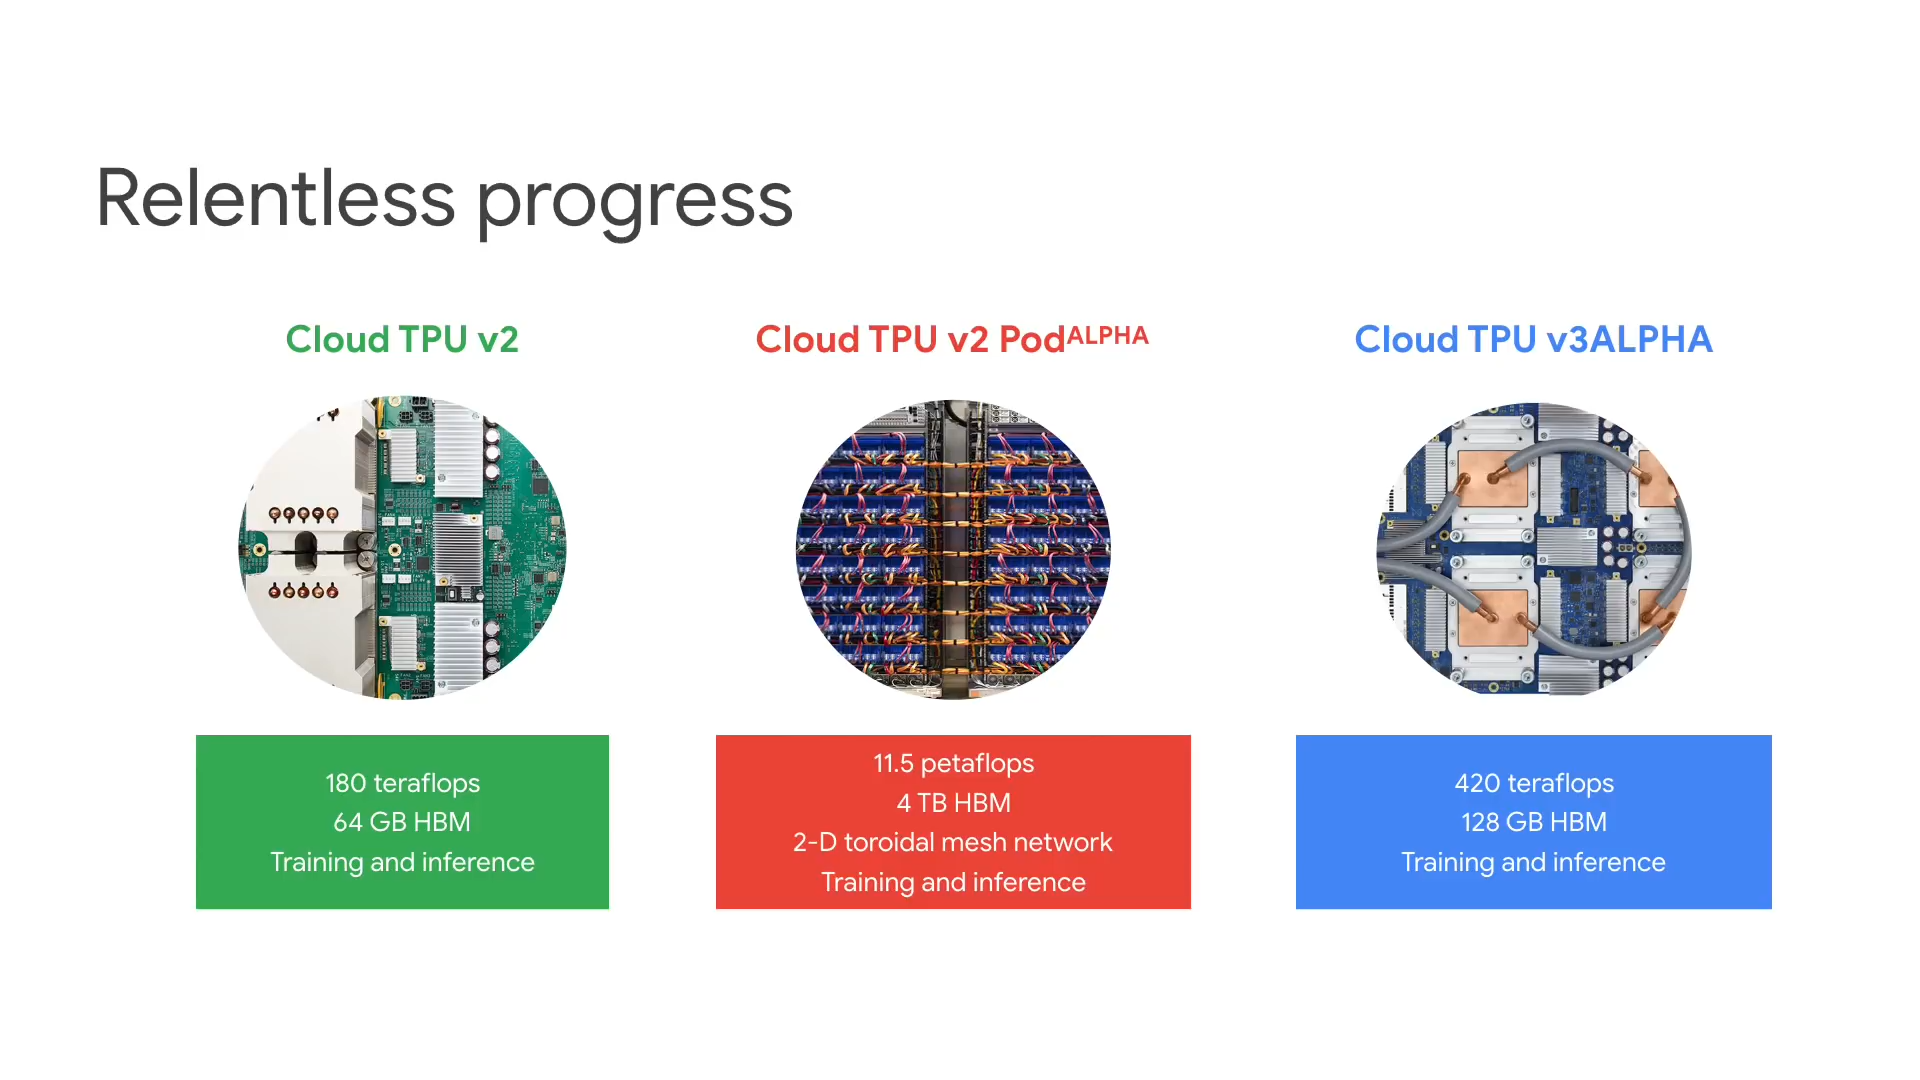 Relentless progress
Cloud TPU v2
180 teraflops
64 GB HBM
Training and inference
Cloud TPU v2 PodALPHA
11.5 petaflops
4 TB HBM
2-D toroidal mesh network
Training and inference
Cloud TPU v3ALPHA
420 teraflops
128 GB HBM
Training and inference